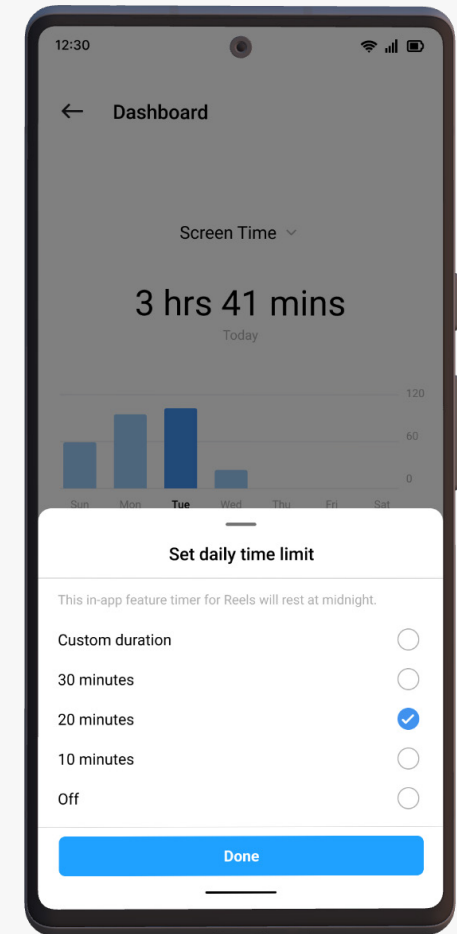 12:30
Dashboard
Screen Time
3 hrs 41 mins
Today
120
60
0
Sun Mon Tue Wed Thu Fri Sat
Set daily time limit
This in-app feature timer for Reels will rest at midnight.
Custom duration
30 minutes
20 minutes
10 minutes
Off
Done